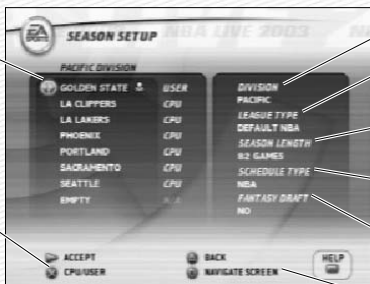 EA SPORTS
SEASON SETUP
NBA LIVE 2003
PACIFIC DIVISION
GOLDEN STATE USER
LA CLIPPERS CPU
LA LAKERS CPU
PHOENIX CPU
PORTLAND CPU
SACRAMENTO CPU
SEATTLE CPU
EMPTY N/A
DIVISION
PACIFIC
LEAGUE TYPE
DEFAULT NBA
SEASON LENGTH
82 GAMES
SCHEDULE TYPE
NBA
FANTASY DRAFT
NO
ACCEPT
CPU/USER
BACK
NAVIGATE SCREEN
HELP